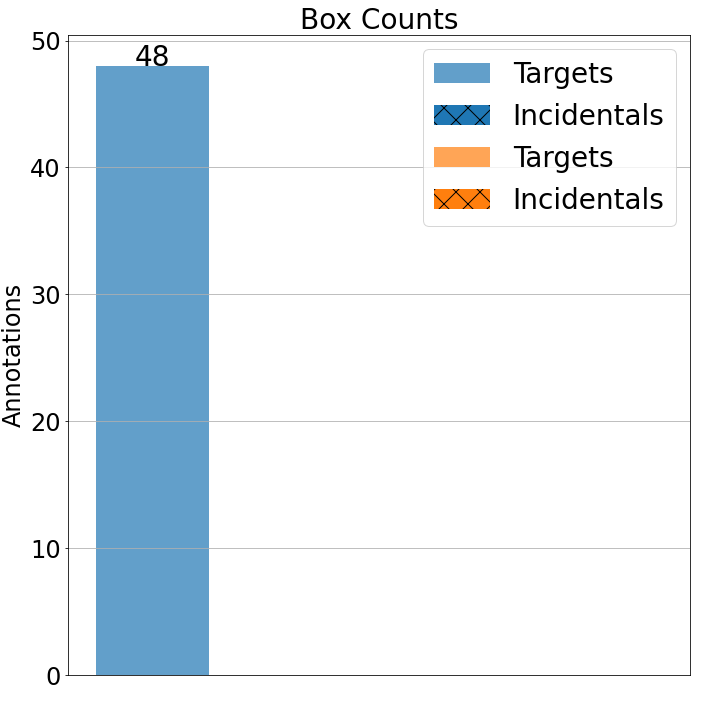 Box Counts
50
48
40
30
20
10
0
Annotations
Targets
Incidentals
Targets
Incidentals